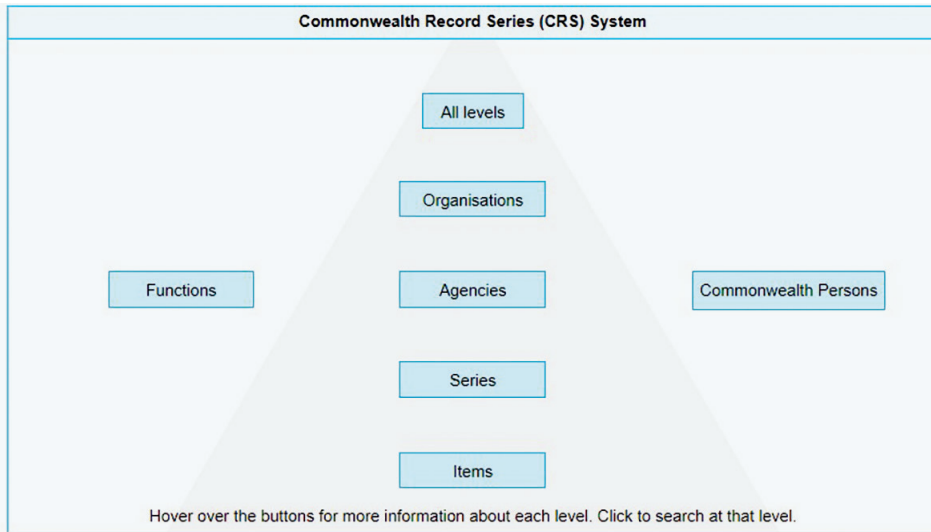 Commonwealth Record Series (CRS) System
All levels
Organisations
Functions
Agencies
Commonwealth Persons
Series
Items
Hover over the buttons for more information about each level. Click to search at that level.